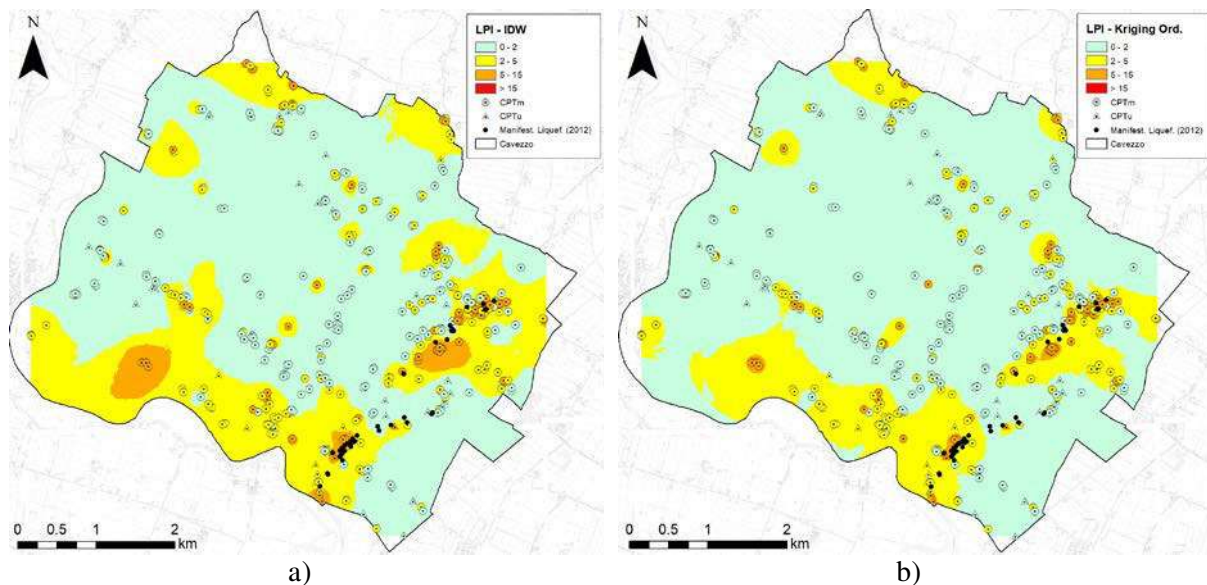 N
LPI - IDW
0 - 2
2 - 5
5 - 15
> 15
CPTm
CPTu
Manifest. Liquef. (2012)
Cavezzo
0 0.5 1 2
km
a)
N
LPI - Kriging Ord.
0 - 2
2 - 5
5 - 15
> 15
CPTm
CPTu
Manifest. Liquef. (2012)
Cavezzo
0 0.5 1 2
km
b)